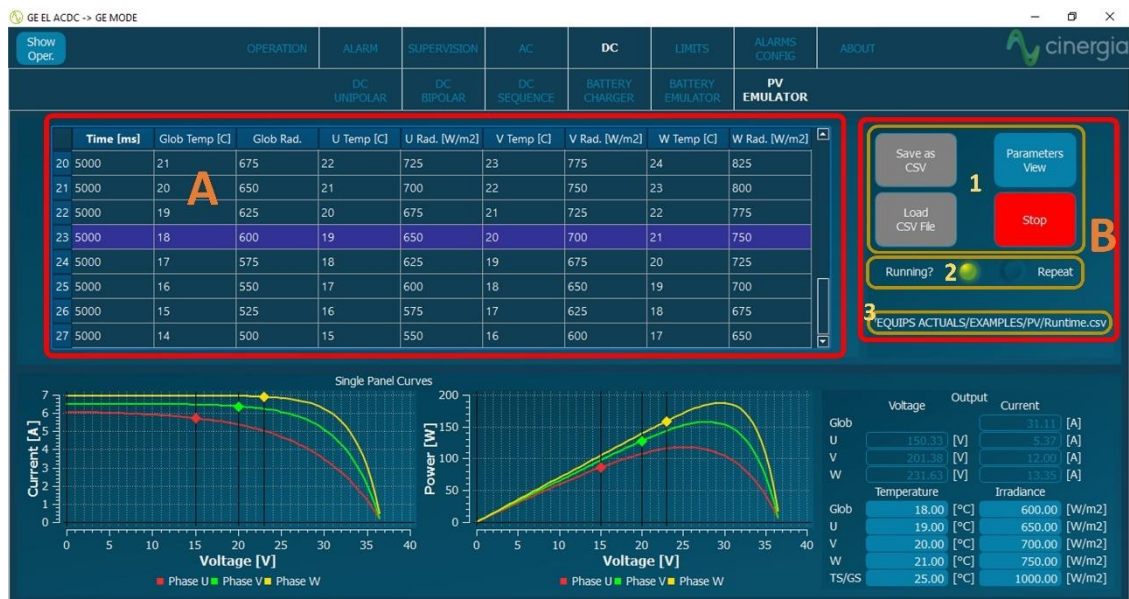 GE EL ACDC -> GE MODE
Show Oper.
OPERATION ALARM SUPERVISION AC DC LIMITS ALARMS CONFIG ABOUT
cinergia
DC UNIPOLAR DC BIPOLAR DC SEQUENCE BATTERY CHARGER BATTERY EMULATOR PV EMULATOR
Time [ms] Glob Temp [C] Glob Rad. U Temp [C] U Rad. [W/m2] V Temp [C] V Rad. [W/m2] W Temp [C] W Rad. [W/m2]
20 5000 21 675 22 725 23 775 24 825
21 5000 20 650 21 700 22 750 23 800
22 5000 19 625 20 675 21 725 22 775
23 5000 18 600 19 650 20 700 21 750
24 5000 17 575 18 625 19 675 20 725
25 5000 16 550 17 600 18 650 19 700
26 5000 15 525 16 575 17 625 18 675
27 5000 14 500 15 550 16 600 17 650
A
Save as CSV
Parameters View
1
Load CSV File
Stop
B
Running? 2 Repeat
3
EQUIPS ACTUALS/EXAMPLES/PV/Runtime.csv
Single Panel Curves
Current [A]
7
6
5
4
3
2
1
0
0 5 10 15 20 25 30 35 40
Voltage [V]
Phase U Phase V Phase W
Power [W]
200
150
100
50
0
0 5 10 15 20 25 30 35 40
Voltage [V]
Phase U Phase V Phase W
Output
Voltage Current
Glob 31.11 [A]
U 150.33 [V] 5.37 [A]
V 201.38 [V] 12.00 [A]
W 231.63 [V] 13.35 [A]
Temperature Irradiance
Glob 18.00 [ºC] 600.00 [W/m2]
U 19.00 [ºC] 650.00 [W/m2]
V 20.00 [ºC] 700.00 [W/m2]
W 21.00 [ºC] 750.00 [W/m2]
TS/GS 25.00 [ºC] 1000.00 [W/m2]